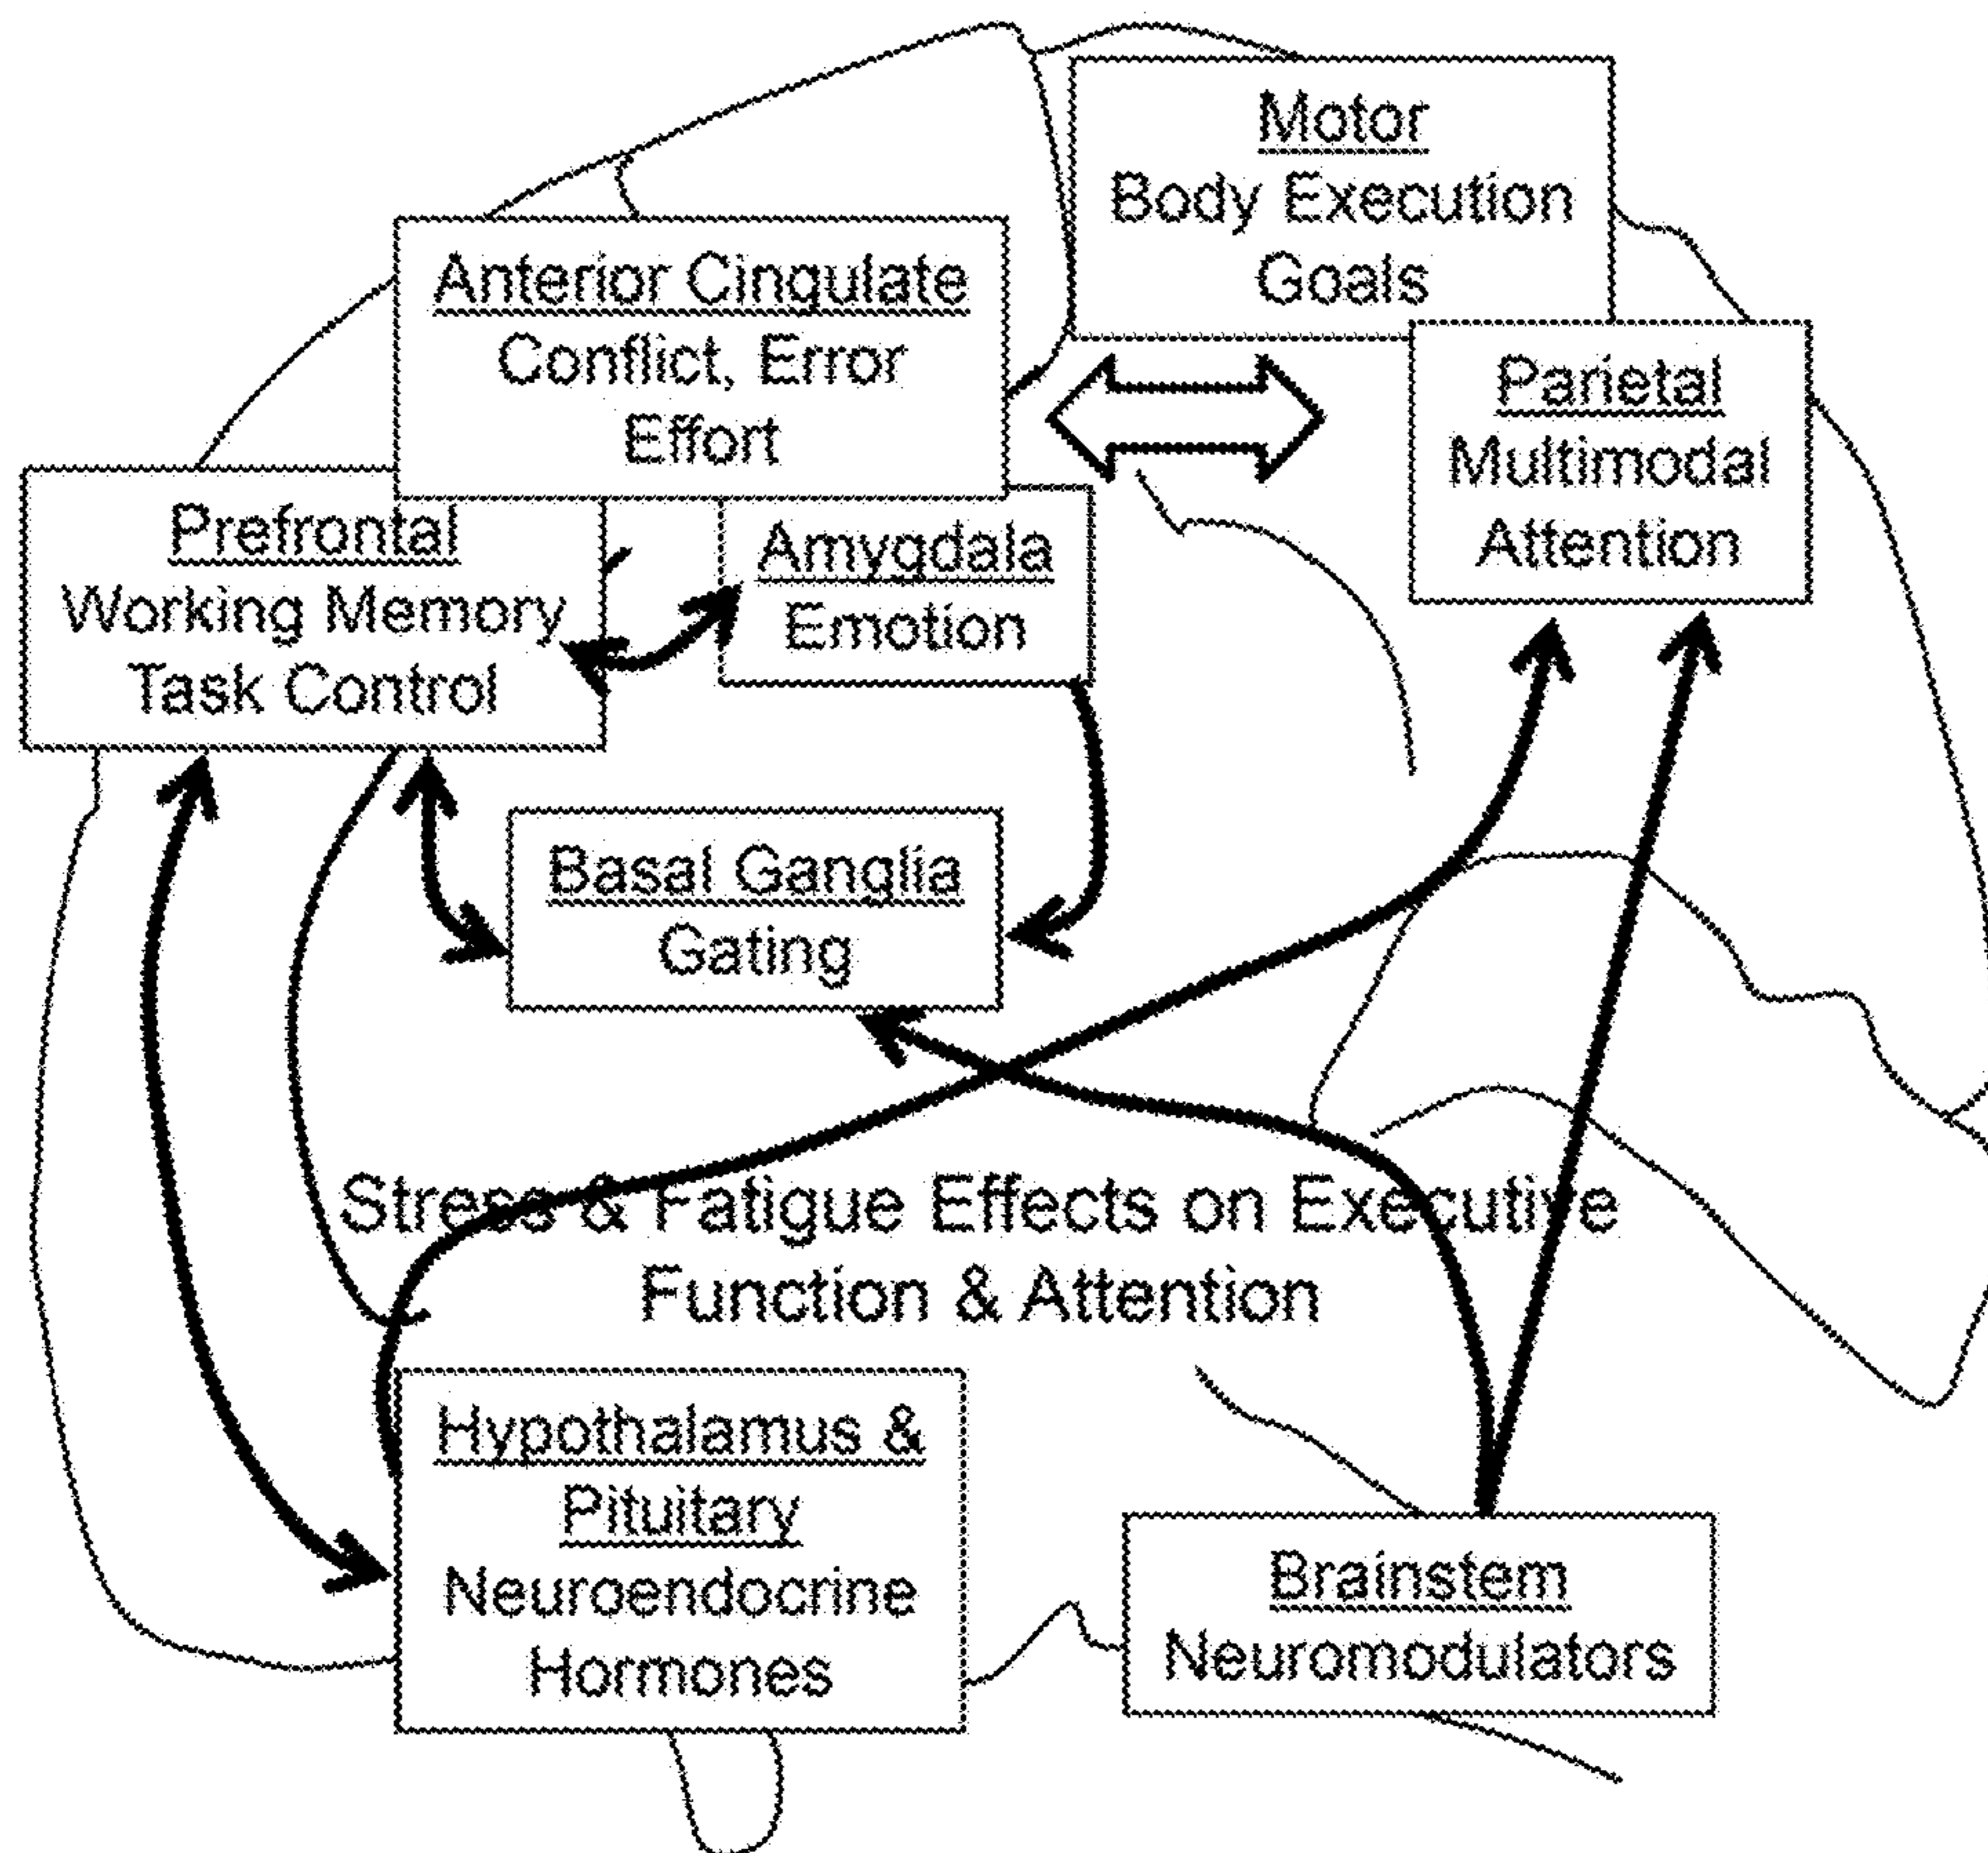 Motor
Body Execution
Goals
Anterior Cingulate
Conflict, Error
Effort
Parietal
Multimodal
Attention
Prefrontal
Working Memory
Task Control
Amygdala
Emotion
Basal Ganglia
Gating
Stress & Fatigue Effects on Executive
Function & Attention
Hypothalamus &
Pituitary
Neuroendocrine
Hormones
Brainstem
Neuromodulators